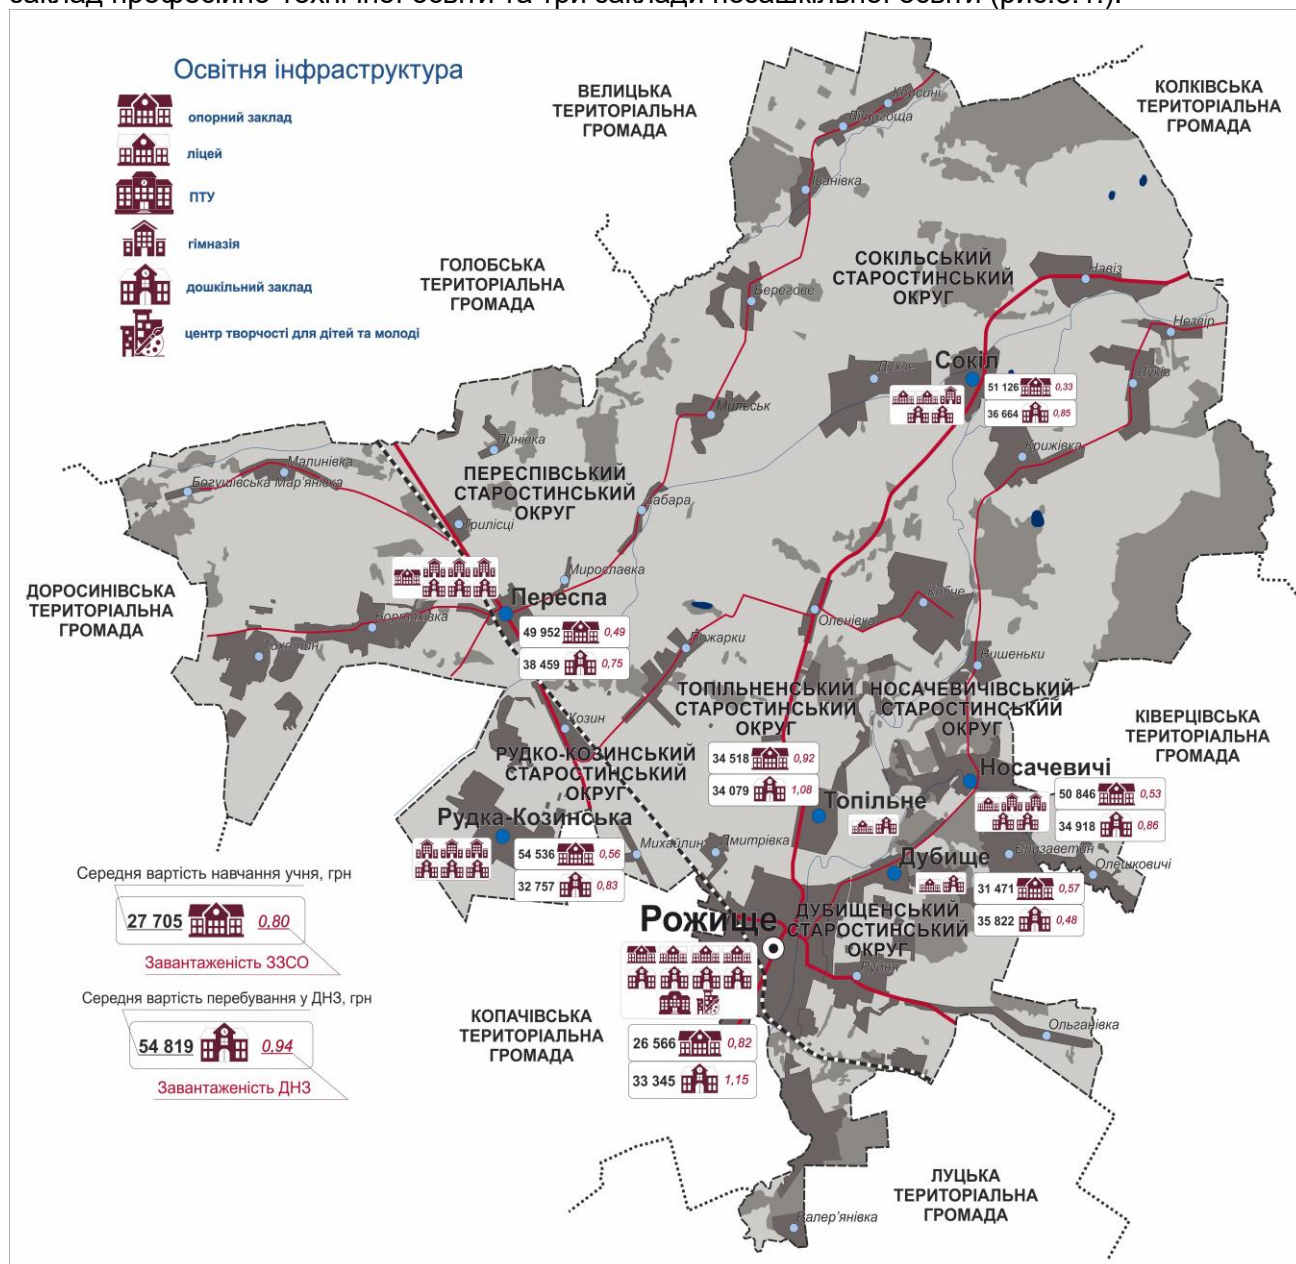 Освітня інфраструктура
опорний заклад
ліцей
ПТУ
гімназія
дошкільний заклад
центр творчості для дітей та молоді
ВЕЛИЦЬКА
ТЕРИТОРІАЛЬНА
ГРОМАДА
КОЛКІВСЬКА
ТЕРИТОРІАЛЬНА
ГРОМАДА
Іванівка
ГОЛОБСЬКА
ТЕРИТОРІАЛЬНА
ГРОМАДА
СОКІЛЬСЬКИЙ
СТАРОСТИНСЬКИЙ
ОКРУГ
Навіз
Берегове
Незвір
Сокіл
51 126 0,33
36 664 0,85
Мильськ
Крижівка
ПЕРЕСПІВСЬКИЙ
СТАРОСТИНСЬКИЙ
ОКРУГ
Малинівка
Богушівська Мар'янівка
Забара
Трилісці
ДОРОСИНІВСЬКА
ТЕРИТОРІАЛЬНА
ГРОМАДА
Мирославка
Переспа
49 952 0,49
38 459 0,75
Оленівка
Кобче
Пожарки
Вишеньки
ТОПІЛЬНЕНСЬКИЙ
СТАРОСТИНСЬКИЙ
ОКРУГ
НОСАЧЕВИЧІВСЬКИЙ
СТАРОСТИНСЬКИЙ
ОКРУГ
КІВЕРЦІВСЬКА
ТЕРИТОРІАЛЬНА
ГРОМАДА
Козин
РУДКО-КОЗИНСЬКИЙ
СТАРОСТИНСЬКИЙ
ОКРУГ
34 518 0,92
34 079 1,08
Носачевичі
50 846 0,53
34 918 0,86
Топільне
Рудка-Козинська
54 536 0,56
32 757 0,83
Михайлин
Дмитрівка
Єлизаветин
Олешковичі
Дубище
31 471 0,57
35 822 0,48
Рожище
ДУБИЩЕНСЬКИЙ
СТАРОСТИНСЬКИЙ
ОКРУГ
Рудня
26 566 0,82
33 345 1,15
Ольганівка
КОПАЧІВСЬКА
ТЕРИТОРІАЛЬНА
ГРОМАДА
Середня вартість навчання учня, грн
27 705 0,80
Завантаженість ЗЗСО
Середня вартість перебування у ДНЗ, грн
54 819 0,94
Завантаженість ДНЗ
ЛУЦЬКА
ТЕРИТОРІАЛЬНА
ГРОМАДА
Валер'янівка